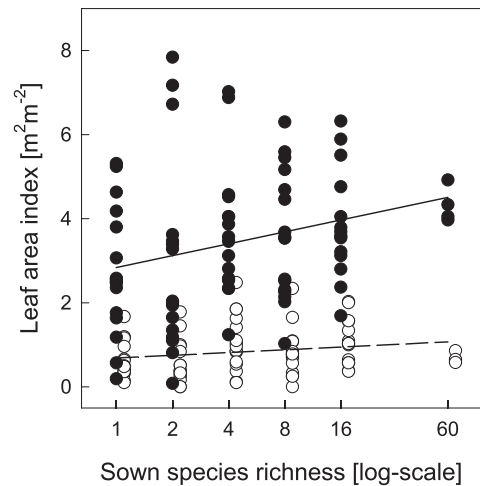 8
6
4
2
0
Leaf area index [m²m⁻²]
1 2 4 8 16 60
Sown species richness [log-scale]